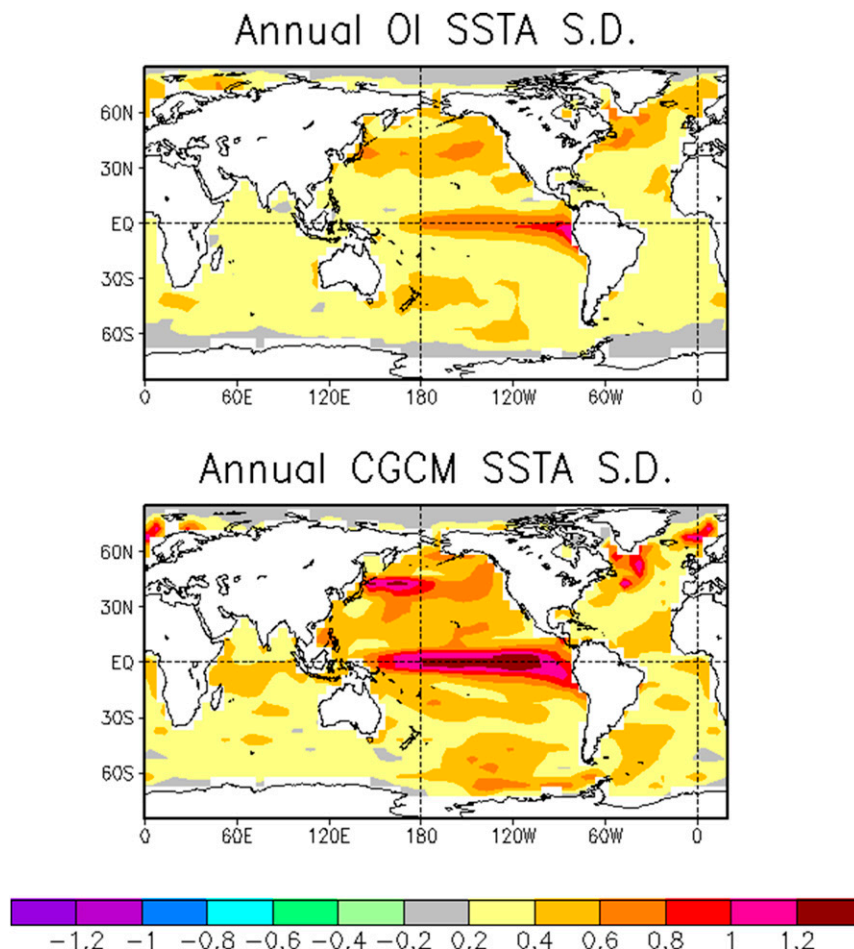 Annual OI SSTA S.D.
60N
30N
EQ
30S
60S
0 60E 120E 180 120W 60W 0
Annual CGCM SSTA S.D.
60N
30N
EQ
30S
60S
0 60E 120E 180 120W 60W 0
-1.2 -1 -0.8 -0.6 -0.4 -0.2 0.2 0.4 0.6 0.8 1 1.2